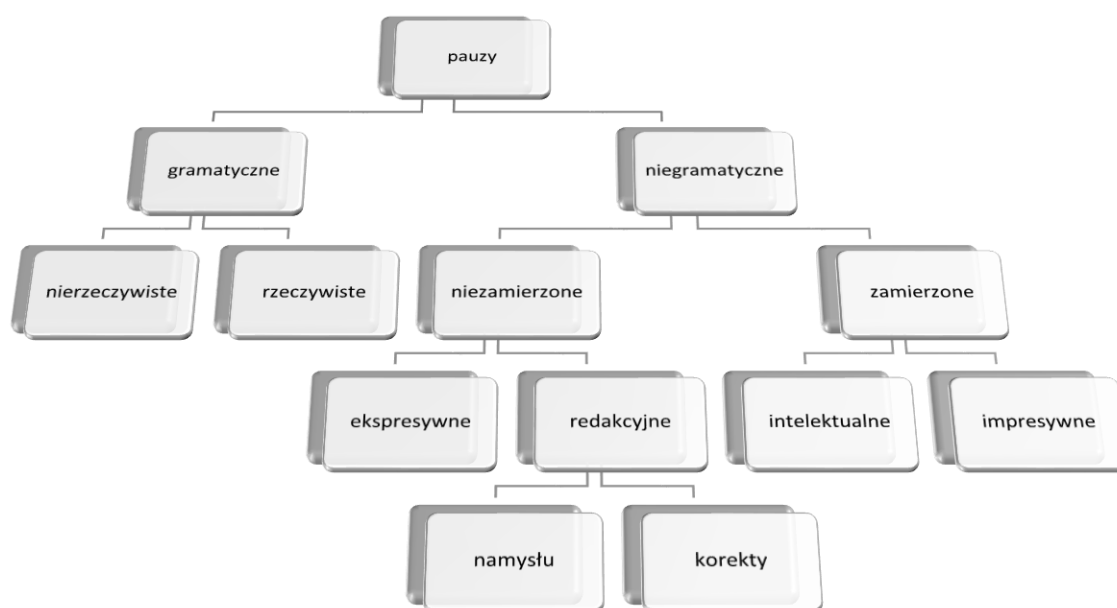 pauzy
gramatyczne
niegramatyczne
nierzeczywiste
rzeczywiste
niezamierzone
zamierzone
ekspresywne
redakcyjne
intelektualne
impresywne
namysłu
korekty